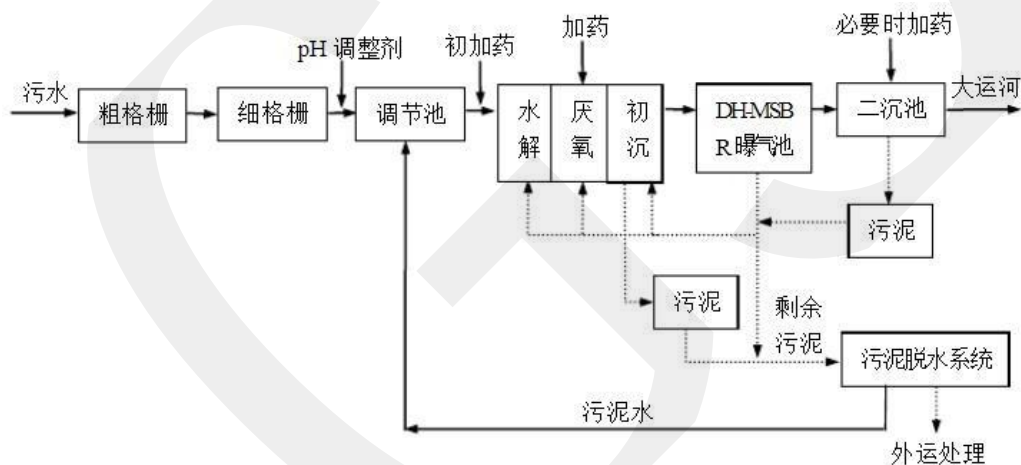 污水
粗格栅
细格栅
pH 调整剂
调节池
初加药
加药
水解
厌氧
初沉
DH-MSB
R 曝气池
必要时加药
二沉池
大运河
污泥
污泥
剩余
污泥
污泥脱水系统
污泥水
外运处理